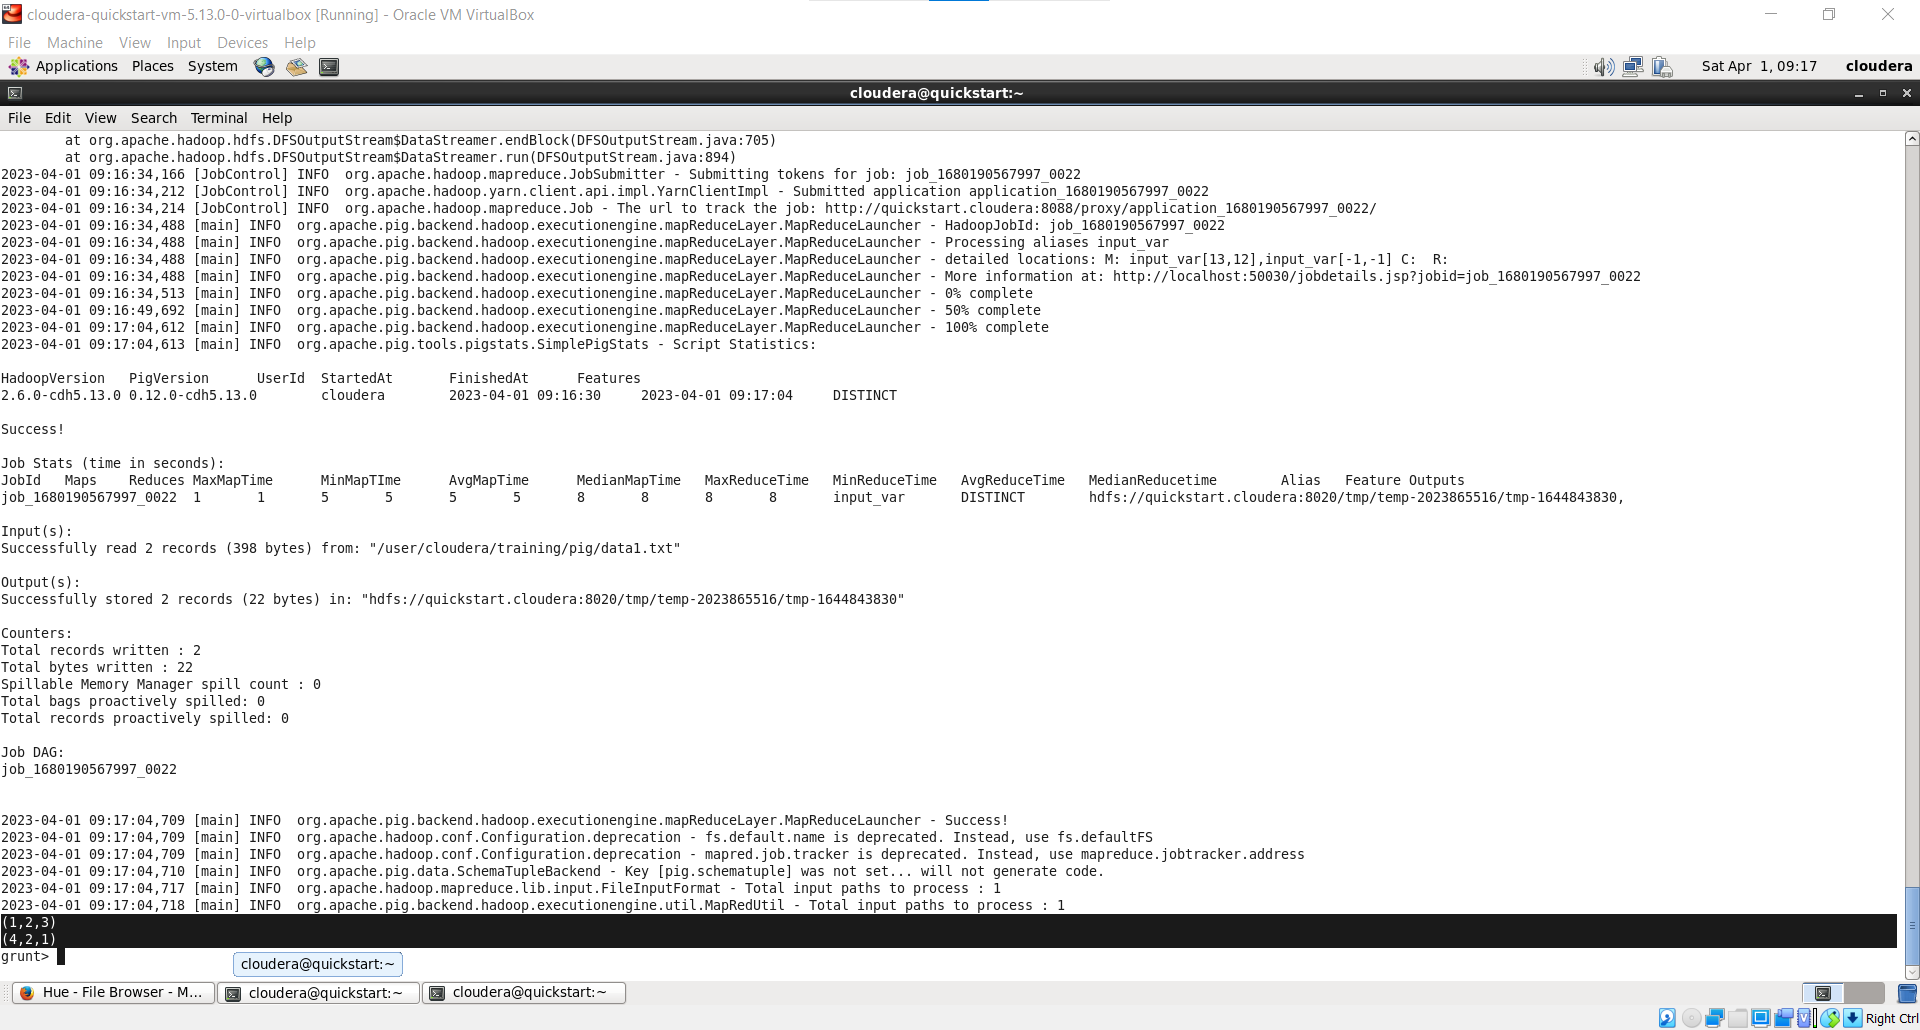 cloudera-quickstart-vm-5.13.0-0-virtualbox [Running] - Oracle VM VirtualBox
File Machine View Input Devices Help
Applications Places System Sat Apr 1, 09:17 cloudera
cloudera@quickstart:~
File Edit View Search Terminal Help
at org.apache.hadoop.hdfs.DFSOutputStream$DataStreamer.endBlock(DFSOutputStream.java:705)
at org.apache.hadoop.hdfs.DFSOutputStream$DataStreamer.run(DFSOutputStream.java:894)
2023-04-01 09:16:34,166 [JobControl] INFO org.apache.hadoop.mapreduce.JobSubmitter - Submitting tokens for job: job_1680190567997_0022
2023-04-01 09:16:34,212 [JobControl] INFO org.apache.hadoop.yarn.client.api.impl.YarnClientImpl - Submitted application application_1680190567997_0022
2023-04-01 09:16:34,214 [JobControl] INFO org.apache.hadoop.mapreduce.Job - The url to track the job: http://quickstart.cloudera:8088/proxy/application_1680190567997_0022/
2023-04-01 09:16:34,488 [main] INFO org.apache.pig.backend.hadoop.executionengine.mapReduceLayer.MapReduceLauncher - HadoopJobId: job_1680190567997_0022
2023-04-01 09:16:34,488 [main] INFO org.apache.pig.backend.hadoop.executionengine.mapReduceLayer.MapReduceLauncher - Processing aliases input_var
2023-04-01 09:16:34,488 [main] INFO org.apache.pig.backend.hadoop.executionengine.mapReduceLayer.MapReduceLauncher - detailed locations: M: input_var[13,12],input_var[-1,-1] C: R:
2023-04-01 09:16:34,488 [main] INFO org.apache.pig.backend.hadoop.executionengine.mapReduceLayer.MapReduceLauncher - More information at: http://localhost:50030/jobdetails.jsp?jobid=job_1680190567997_0022
2023-04-01 09:16:34,513 [main] INFO org.apache.pig.backend.hadoop.executionengine.mapReduceLayer.MapReduceLauncher - 0% complete
2023-04-01 09:16:49,692 [main] INFO org.apache.pig.backend.hadoop.executionengine.mapReduceLayer.MapReduceLauncher - 50% complete
2023-04-01 09:17:04,612 [main] INFO org.apache.pig.backend.hadoop.executionengine.mapReduceLayer.MapReduceLauncher - 100% complete
2023-04-01 09:17:04,613 [main] INFO org.apache.pig.tools.pigstats.SimplePigStats - Script Statistics:
HadoopVersion PigVersion UserId StartedAt FinishedAt Features
2.6.0-cdh5.13.0 0.12.0-cdh5.13.0 cloudera 2023-04-01 09:16:30 2023-04-01 09:17:04 DISTINCT
Success!
Job Stats (time in seconds):
JobId Maps Reduces MaxMapTime MinMapTIme AvgMapTime MedianMapTime MaxReduceTime MinReduceTime AvgReduceTime MedianReducetime Alias Feature Outputs
job_1680190567997_0022 1 1 5 5 5 5 8 8 8 8 input_var DISTINCT hdfs://quickstart.cloudera:8020/tmp/temp-2023865516/tmp-1644843830,
Input(s):
Successfully read 2 records (398 bytes) from: "/user/cloudera/training/pig/data1.txt"
Output(s):
Successfully stored 2 records (22 bytes) in: "hdfs://quickstart.cloudera:8020/tmp/temp-2023865516/tmp-1644843830"
Counters:
Total records written : 2
Total bytes written : 22
Spillable Memory Manager spill count : 0
Total bags proactively spilled: 0
Total records proactively spilled: 0
Job DAG:
job_1680190567997_0022
2023-04-01 09:17:04,709 [main] INFO org.apache.pig.backend.hadoop.executionengine.mapReduceLayer.MapReduceLauncher - Success!
2023-04-01 09:17:04,709 [main] INFO org.apache.hadoop.conf.Configuration.deprecation - fs.default.name is deprecated. Instead, use fs.defaultFS
2023-04-01 09:17:04,709 [main] INFO org.apache.hadoop.conf.Configuration.deprecation - mapred.job.tracker is deprecated. Instead, use mapreduce.jobtracker.address
2023-04-01 09:17:04,710 [main] INFO org.apache.pig.data.SchemaTupleBackend - Key [pig.schematuple] was not set... will not generate code.
2023-04-01 09:17:04,717 [main] INFO org.apache.hadoop.mapreduce.lib.input.FileInputFormat - Total input paths to process : 1
2023-04-01 09:17:04,718 [main] INFO org.apache.pig.backend.hadoop.executionengine.util.MapRedUtil - Total input paths to process : 1
(1,2,3)
(4,2,1)
grunt>
cloudera@quickstart:~
Hue - File Browser - M... cloudera@quickstart:~ cloudera@quickstart:~
Right Ctrl